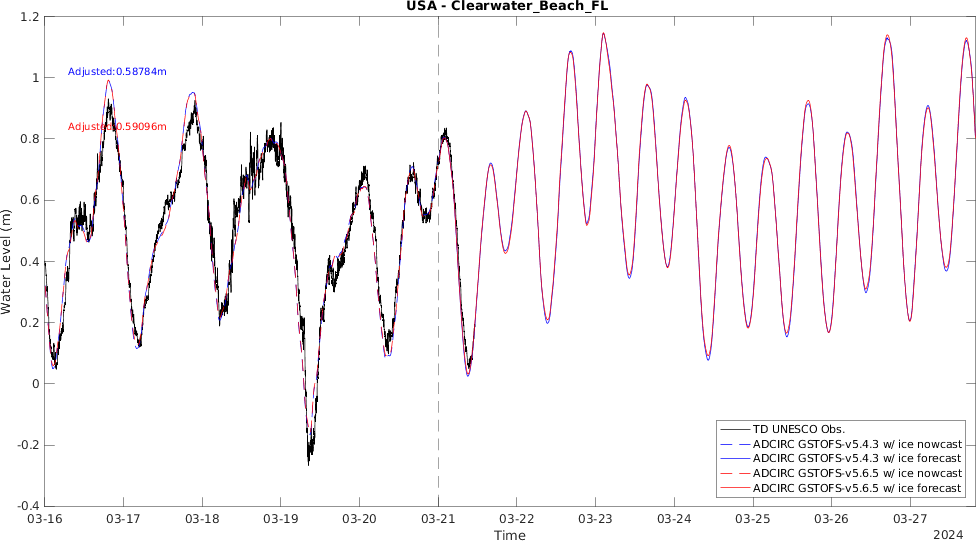 USA - Clearwater_Beach_FL
1.2
1
0.8
0.6
0.4
0.2
0
-0.2
-0.4
Water Level (m)
Adjusted:0.58784m
Adjusted:0.59096m
TD UNESCO Obs.
ADCIRC GSTOFS-v5.4.3 w/ ice nowcast
ADCIRC GSTOFS-v5.4.3 w/ ice forecast
ADCIRC GSTOFS-v5.6.5 w/ ice nowcast
ADCIRC GSTOFS-v5.6.5 w/ ice forecast
03-16 03-17 03-18 03-19 03-20 03-21 03-22 03-23 03-24 03-25 03-26 03-27
Time
2024